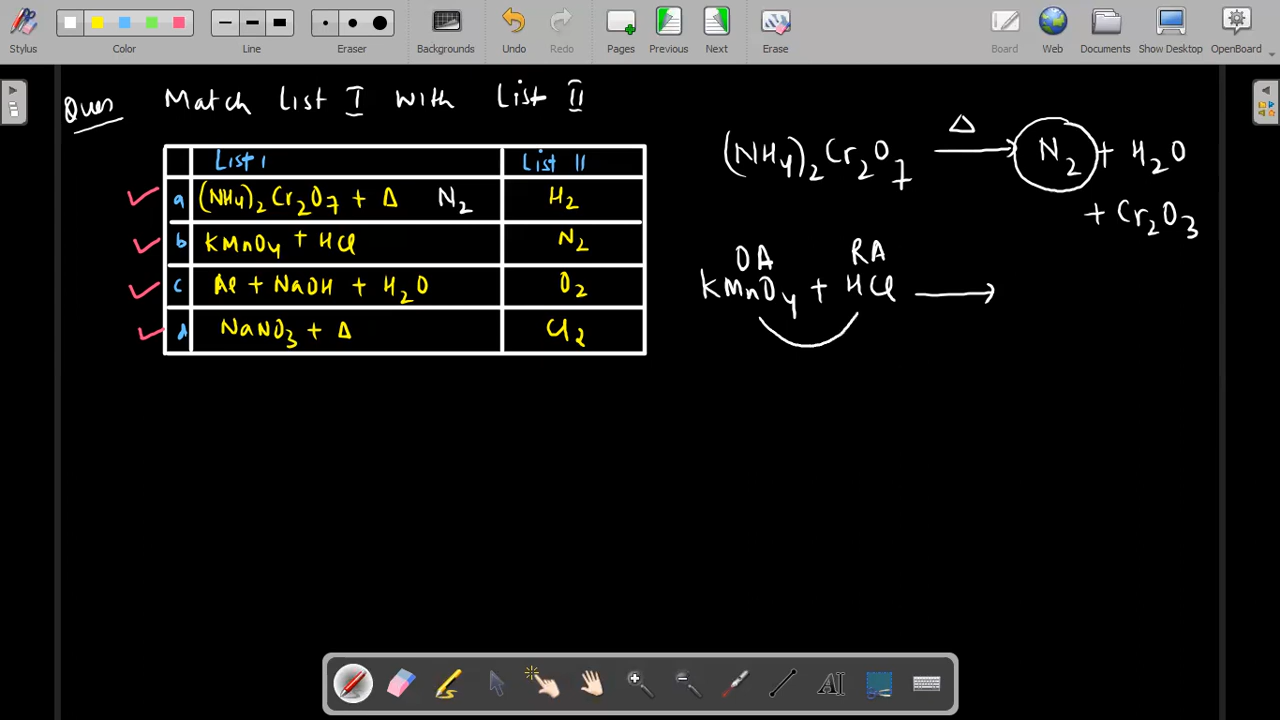 Stylus Color Line Eraser Backgrounds Undo Redo Pages Previous Next Erase Board Web Documents Show Desktop OpenBoard
Ques Match List I with List II
List I List II
a (NH4)2Cr2O7 + Δ N2 H2
b KMnO4 + HCl N2
c Al + NaOH + H2O O2
d NaNO3 + Δ Cl2
(NH4)2Cr2O7 Δ→ N2 + H2O
+ Cr2O3
OA RA
KMnO4 + HCl →
AI